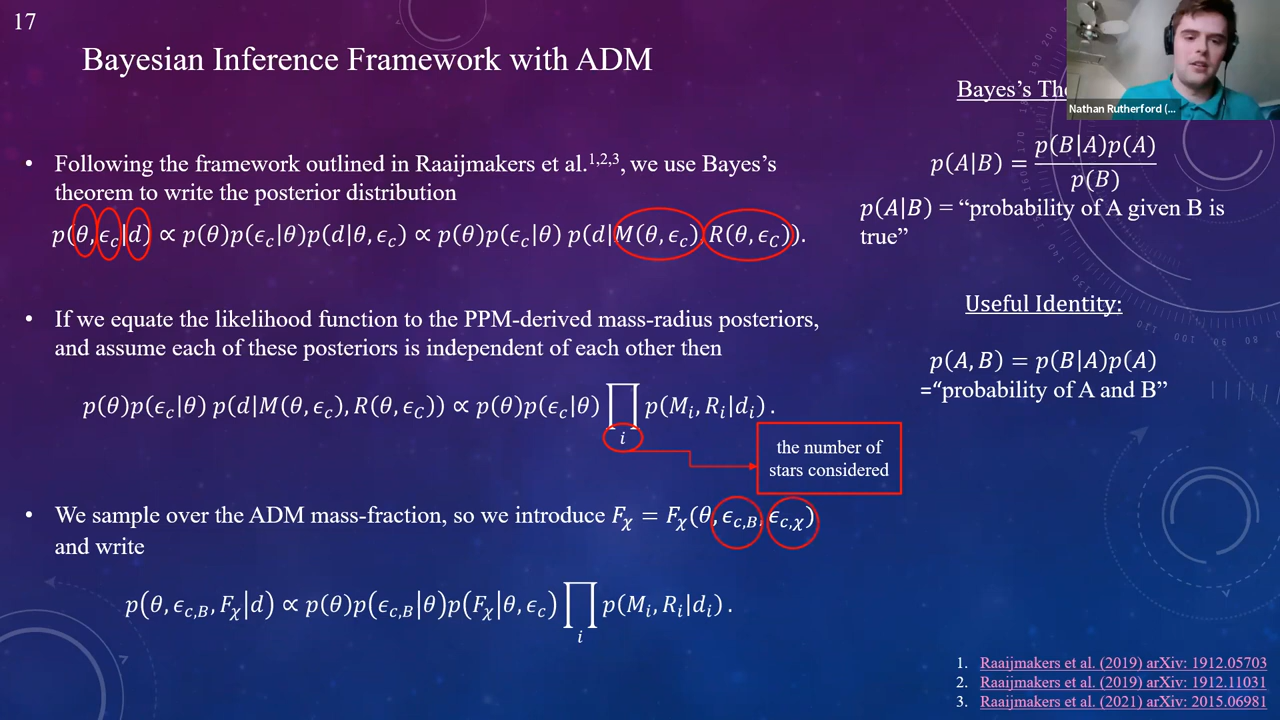 17
Bayesian Inference Framework with ADM
• Following the framework outlined in Raaijmakers et al.¹,²,³, we use Bayes’s
theorem to write the posterior distribution
p(θ, ϵ_c|d) ∝ p(θ)p(ϵ_c|θ)p(d|θ, ϵ_c) ∝ p(θ)p(ϵ_c|θ) p(d|M(θ, ϵ_c), R(θ, ϵ_C)).
• If we equate the likelihood function to the PPM-derived mass-radius posteriors,
and assume each of these posteriors is independent of each other then
p(θ)p(ϵ_c|θ) p(d|M(θ, ϵ_c), R(θ, ϵ_C)) ∝ p(θ)p(ϵ_c|θ) ∏_i p(M_i, R_i|d_i).
the number of
stars considered
• We sample over the ADM mass-fraction, so we introduce F_χ = F_χ(θ, ϵ_{c,B}, ϵ_{c,χ})
and write
p(θ, ϵ_{c,B}, F_χ|d) ∝ p(θ)p(ϵ_{c,B}|θ)p(F_χ|θ, ϵ_c) ∏_i p(M_i, R_i|d_i).
Bayes’s
Nathan Rutherford (...
p(A|B) = p(B|A)p(A) / p(B)
p(A|B) = “probability of A given B is
true”
Useful Identity:
p(A, B) = p(B|A)p(A)
=“probability of A and B”
1. Raaijmakers et al. (2019) arXiv: 1912.05703
2. Raaijmakers et al. (2019) arXiv: 1912.11031
3. Raaijmakers et al. (2021) arXiv: 2015.06981